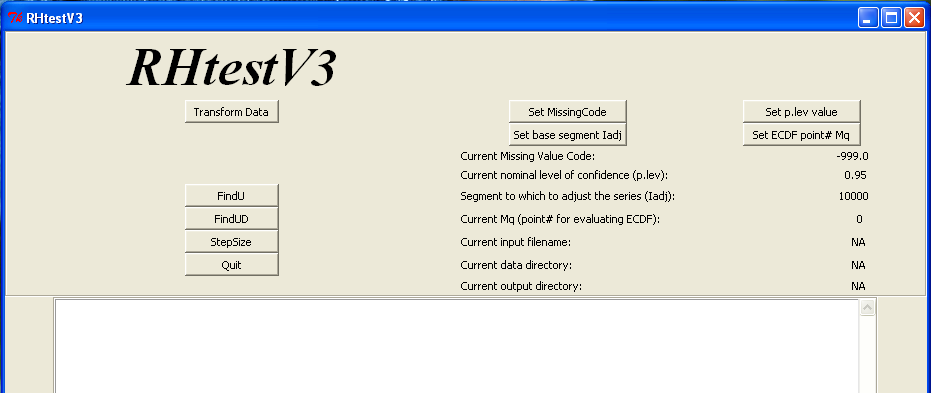 RHtestV3
RHtestV3
Transform Data
Set MissingCode
Set p.lev value
Set base segment Iadj
Set ECDF point# Mq
Current Missing Value Code: -999.0
Current nominal level of confidence (p.lev): 0.95
FindU
Segment to which to adjust the series (Iadj): 10000
FindUD
Current Mq (point# for evaluating ECDF): 0
StepSize
Current input filename: NA
Quit
Current data directory: NA
Current output directory: NA